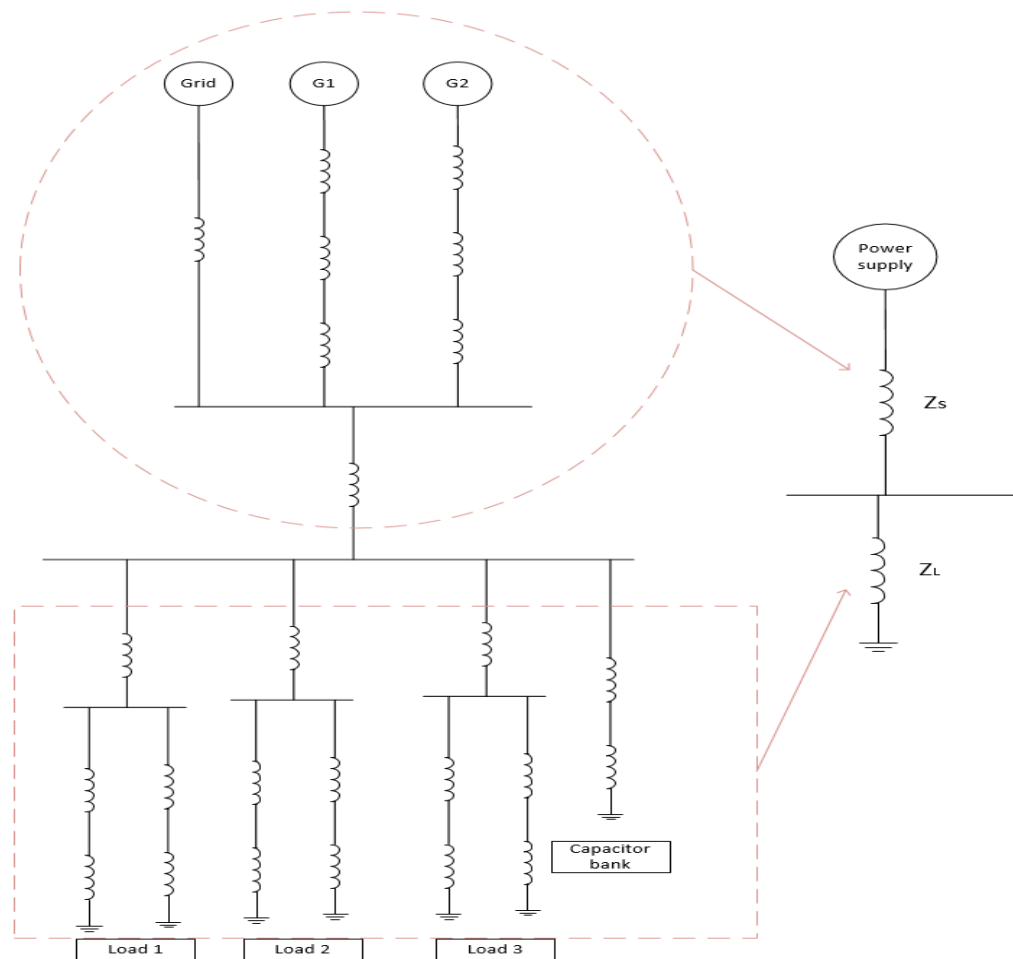 Grid
G1
G2
Power
supply
Zs
ZL
Capacitor
bank
Load 1
Load 2
Load 3